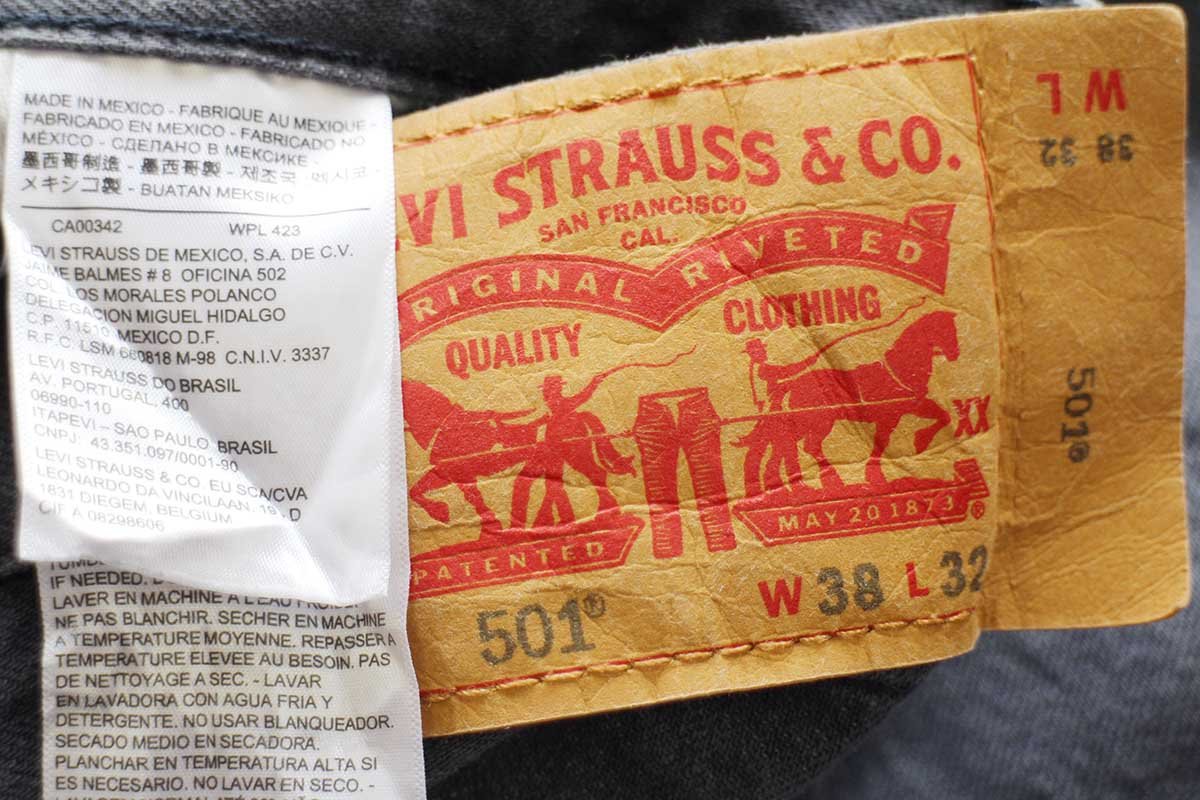 MADE IN MEXICO - FABRIQUE AU MEXIQUE -
FABRICADO EN MEXICO - FABRICADO NO
MÉXICO - СДЕЛАНО В МЕКСИКЕ -
墨西哥制造 - 墨西哥製 - 제조국
メキシコ製 - BUATAN MEKSIKO
CA00342 WPL 423
LEVI STRAUSS DE MEXICO, S.A. DE C.V.
JAIME BALMES # 8 OFICINA 502
COL. LOS MORALES POLANCO
DELEGACION MIGUEL HIDALGO
C.P. 11510 MEXICO D.F.
R.F.C. LSM 680818 M-98 C.N.I.V. 3337
LEVI STRAUSS DO BRASIL
AV. PORTUGAL, 400
06990-110
ITAPEVI – SAO PAULO, BRASIL
CNPJ: 43.351.097/0001-90
LEVI STRAUSS & CO. EU SCA/CVA
LEONARDO DA VINCILAAN, 19, D
1831 DIEGEM, BELGIUM
CIF A 08298606
IF NEEDED.
LAVER EN MACHINE A L'EAU FROIDE.
NE PAS BLANCHIR. SECHER EN MACHINE
A TEMPERATURE MOYENNE. REPASSER A
TEMPERATURE ELEVEE AU BESOIN. PAS
DE NETTOYAGE A SEC. - LAVAR
EN LAVADORA CON AGUA FRIA Y
DETERGENTE. NO USAR BLANQUEADOR.
SECADO MEDIO EN SECADORA.
PLANCHAR EN TEMPERATURA ALTA SI
ES NECESARIO. NO LAVAR EN SECO. -
LEVI STRAUSS & CO.
SAN FRANCISCO
CAL.
ORIGINAL RIVETED
QUALITY CLOTHING
XX
PATENTED MAY 20 1873 ®
501® W 38 L 32
W L
38 32
501®